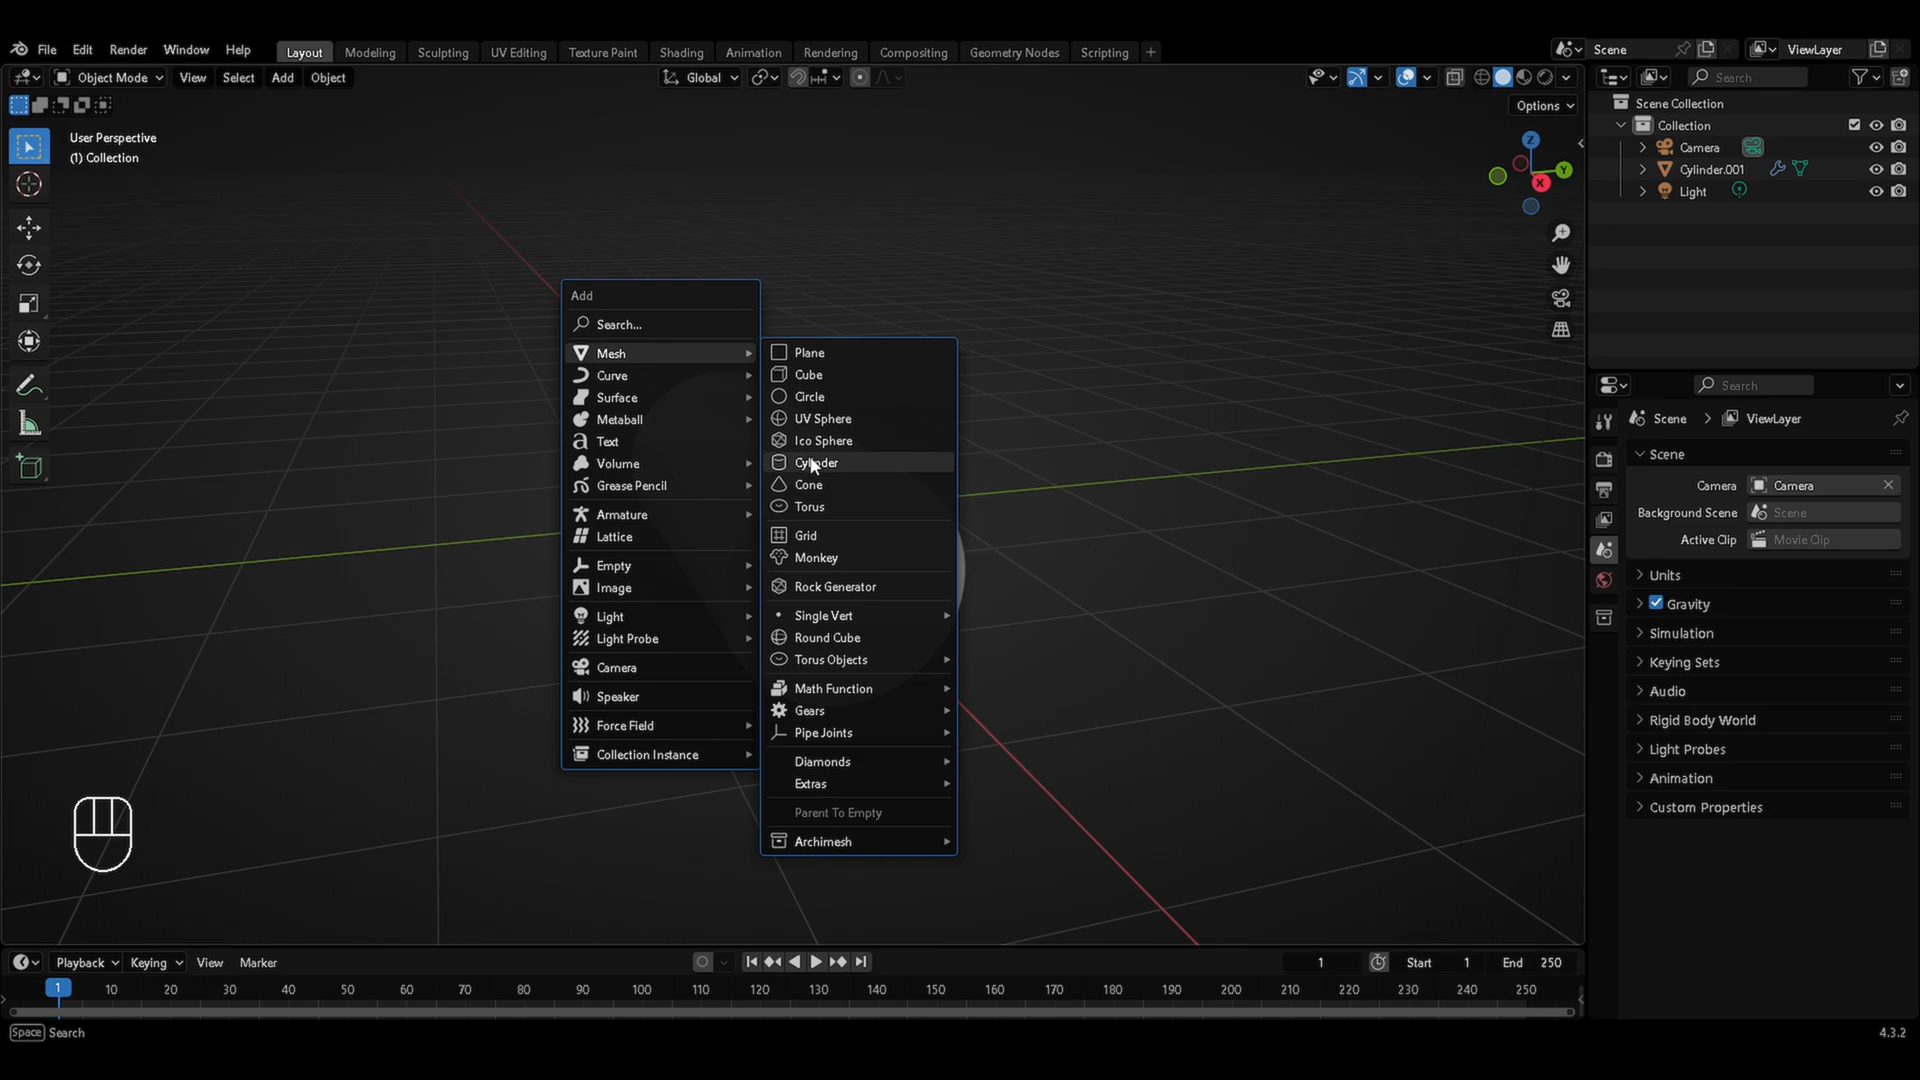 File Edit Render Window Help Layout Modeling Sculpting UV Editing Texture Paint Shading Animation Rendering Compositing Geometry Nodes Scripting + Scene ViewLayer
Object Mode View Select Add Object Global Search
Options
User Perspective
(1) Collection
Z
Y
X
Scene Collection
Collection
Camera
Cylinder.001
Light
Add
Search...
Mesh
Curve
Surface
Metaball
Text
Volume
Grease Pencil
Armature
Lattice
Empty
Image
Light
Light Probe
Camera
Speaker
Force Field
Collection Instance
Plane
Cube
Circle
UV Sphere
Ico Sphere
Cylinder
Cone
Torus
Grid
Monkey
Rock Generator
Single Vert
Round Cube
Torus Objects
Math Function
Gears
Pipe Joints
Diamonds
Extras
Parent To Empty
Archimesh
Search
Scene > ViewLayer
Scene
Camera Camera
Background Scene Scene
Active Clip Movie Clip
Units
Gravity
Simulation
Keying Sets
Audio
Rigid Body World
Light Probes
Animation
Custom Properties
Playback Keying View Marker 1 Start 1 End 250
1 10 20 30 40 50 60 70 80 90 100 110 120 130 140 150 160 170 180 190 200 210 220 230 240 250
Space Search 4.3.2